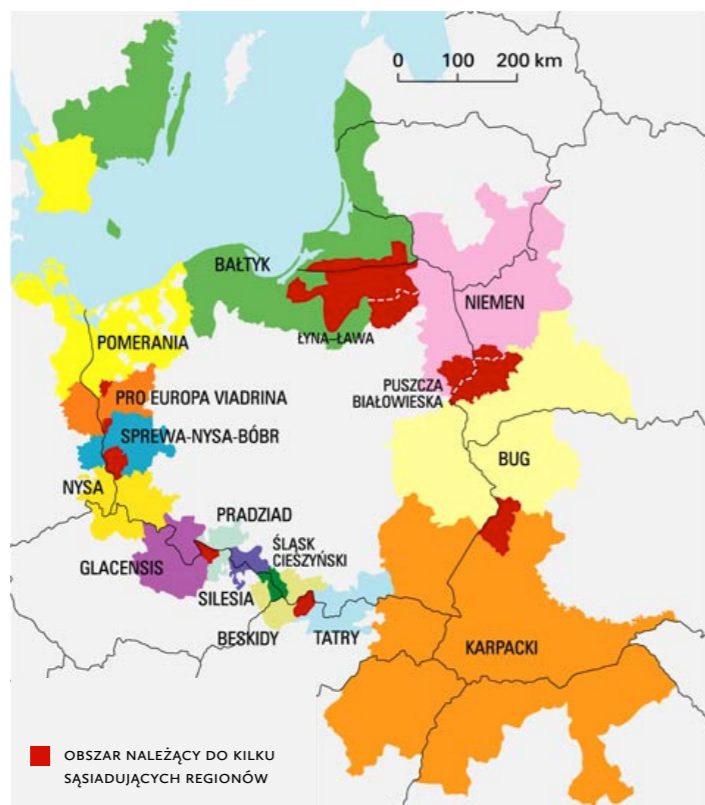 0 100 200 km
BAŁTYK
NIEMEN
POMERANIA
ŁYNA–ŁAWA
PUSZCZA
BIAŁOWIESKA
PRO EUROPA VIADRINA
SPREWA-NYSA-BÓBR
BUG
NYSA
PRADZIAD
ŚLĄSK
CIESZYŃSKI
GLACENSIS
SILESIA
BESKIDY
TATRY
KARPACKI
OBSZAR NALEŻĄCY DO KILKU
SĄSIADUJĄCYCH REGIONÓW